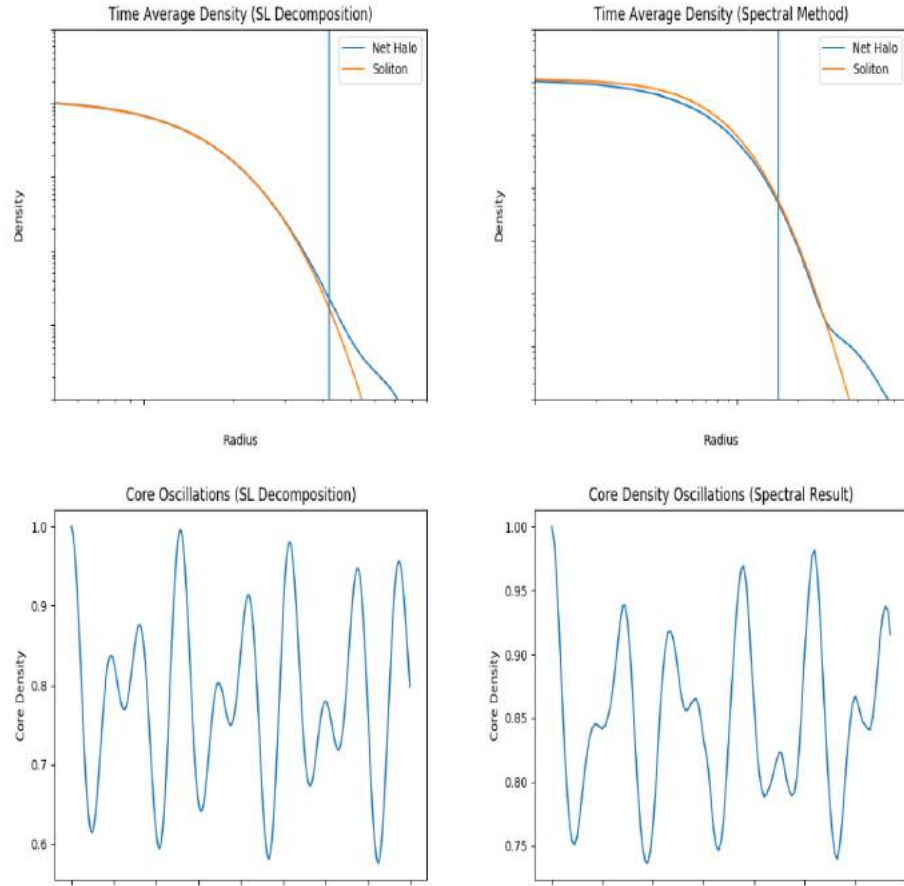 Time Average Density (SL Decomposition)
Net Halo
Soliton
Density
Radius
Time Average Density (Spectral Method)
Net Halo
Soliton
Density
Radius
Core Oscillations (SL Decomposition)
1.0
0.9
0.8
0.7
0.6
Core Density
Core Density Oscillations (Spectral Result)
1.00
0.95
0.90
0.85
0.80
0.75
Core Density